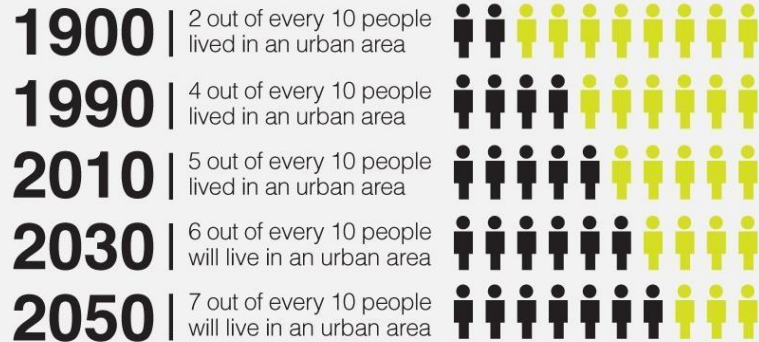 1900 | 2 out of every 10 people
lived in an urban area
1990 | 4 out of every 10 people
lived in an urban area
2010 | 5 out of every 10 people
lived in an urban area
2030 | 6 out of every 10 people
will live in an urban area
2050 | 7 out of every 10 people
will live in an urban area